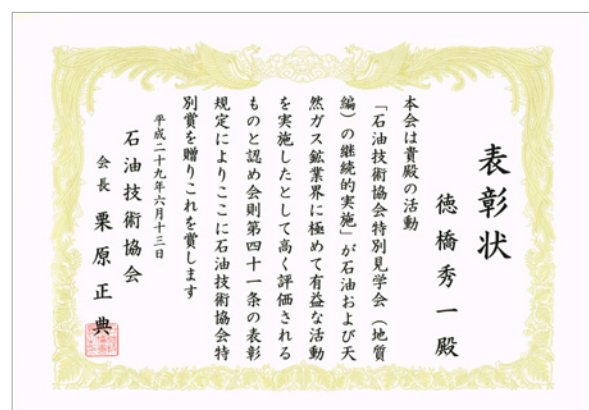 表彰状
徳橋秀一殿
本会は貴殿の活動
「石油技術協会特別見学会（地質
編）の継続的実施」が石油および天
然ガス鉱業界に極めて有益な活動
を実施したとして高く評価される
ものと認め会則第四十一条の表彰
規定によりここに石油技術協会特
別賞を贈りこれを賞します
平成二十九年六月十三日
石油技術協会
会長 栗原正典